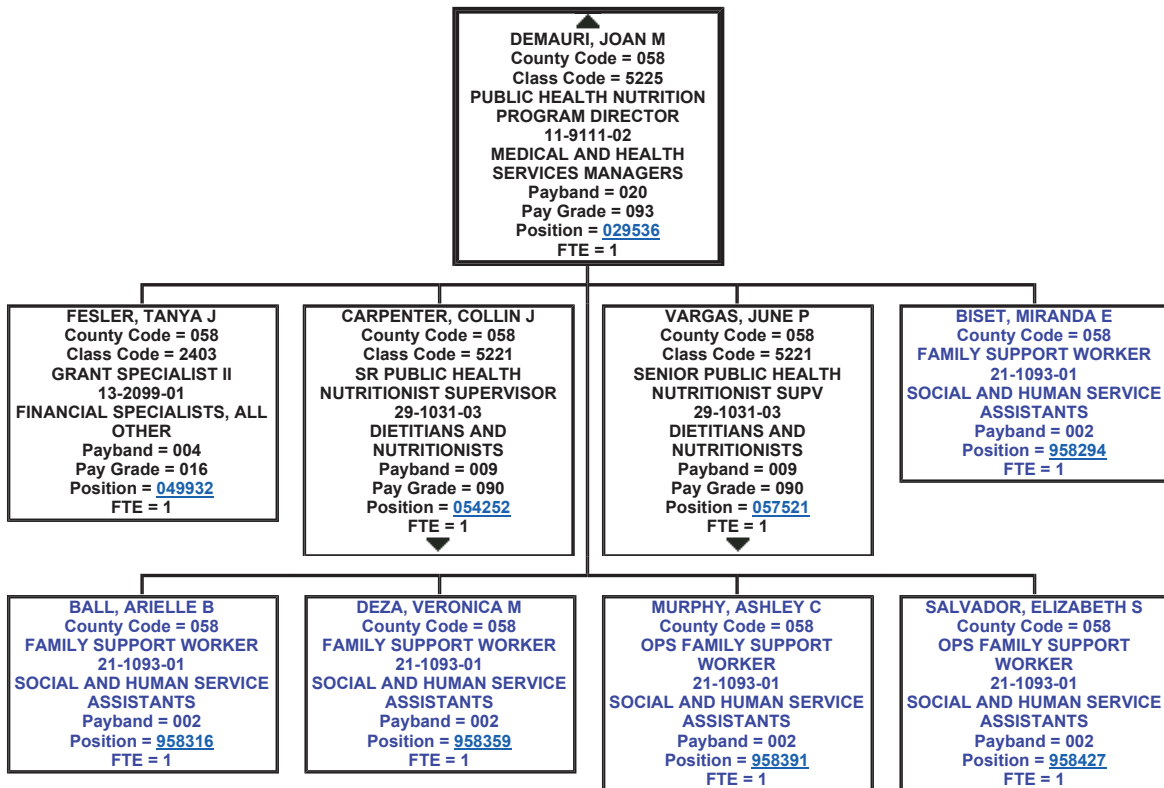 DEMAURI, JOAN M
County Code = 058
Class Code = 5225
PUBLIC HEALTH NUTRITION
PROGRAM DIRECTOR
11-9111-02
MEDICAL AND HEALTH
SERVICES MANAGERS
Payband = 020
Pay Grade = 093
Position = 029536
FTE = 1
FESLER, TANYA J
County Code = 058
Class Code = 2403
GRANT SPECIALIST II
13-2099-01
FINANCIAL SPECIALISTS, ALL
OTHER
Payband = 004
Pay Grade = 016
Position = 049932
FTE = 1
CARPENTER, COLLIN J
County Code = 058
Class Code = 5221
SR PUBLIC HEALTH
NUTRITIONIST SUPERVISOR
29-1031-03
DIETITIANS AND
NUTRITIONISTS
Payband = 009
Pay Grade = 090
Position = 054252
FTE = 1
VARGAS, JUNE P
County Code = 058
Class Code = 5221
SENIOR PUBLIC HEALTH
NUTRITIONIST SUPV
29-1031-03
DIETITIANS AND
NUTRITIONISTS
Payband = 009
Pay Grade = 090
Position = 057521
FTE = 1
BISET, MIRANDA E
County Code = 058
FAMILY SUPPORT WORKER
21-1093-01
SOCIAL AND HUMAN SERVICE
ASSISTANTS
Payband = 002
Position = 958294
FTE = 1
BALL, ARIELLE B
County Code = 058
FAMILY SUPPORT WORKER
21-1093-01
SOCIAL AND HUMAN SERVICE
ASSISTANTS
Payband = 002
Position = 958316
FTE = 1
DEZA, VERONICA M
County Code = 058
FAMILY SUPPORT WORKER
21-1093-01
SOCIAL AND HUMAN SERVICE
ASSISTANTS
Payband = 002
Position = 958359
FTE = 1
MURPHY, ASHLEY C
County Code = 058
OPS FAMILY SUPPORT
WORKER
21-1093-01
SOCIAL AND HUMAN SERVICE
ASSISTANTS
Payband = 002
Position = 958391
FTE = 1
SALVADOR, ELIZABETH S
County Code = 058
OPS FAMILY SUPPORT
WORKER
21-1093-01
SOCIAL AND HUMAN SERVICE
ASSISTANTS
Payband = 002
Position = 958427
FTE = 1